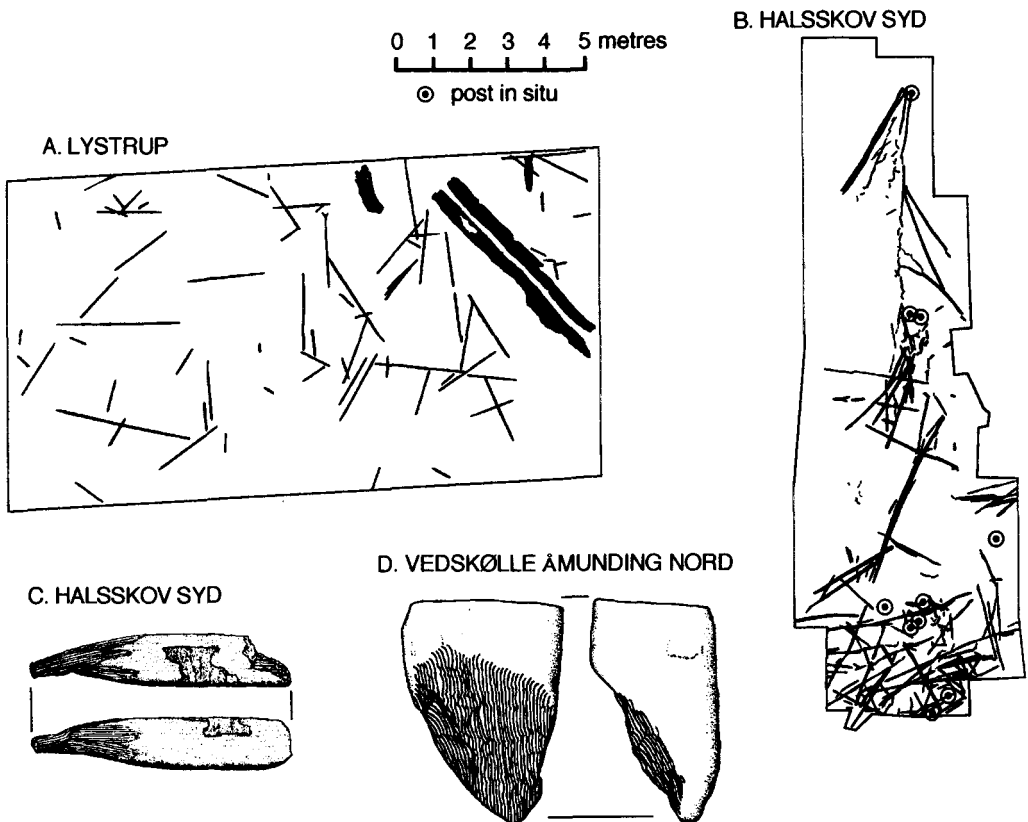 B. HALSSKOV SYD
0 1 2 3 4 5 metres
post in situ
A. LYSTRUP
D. VEDSKØLLE ÅMUNDING NORD
C. HALSSKOV SYD